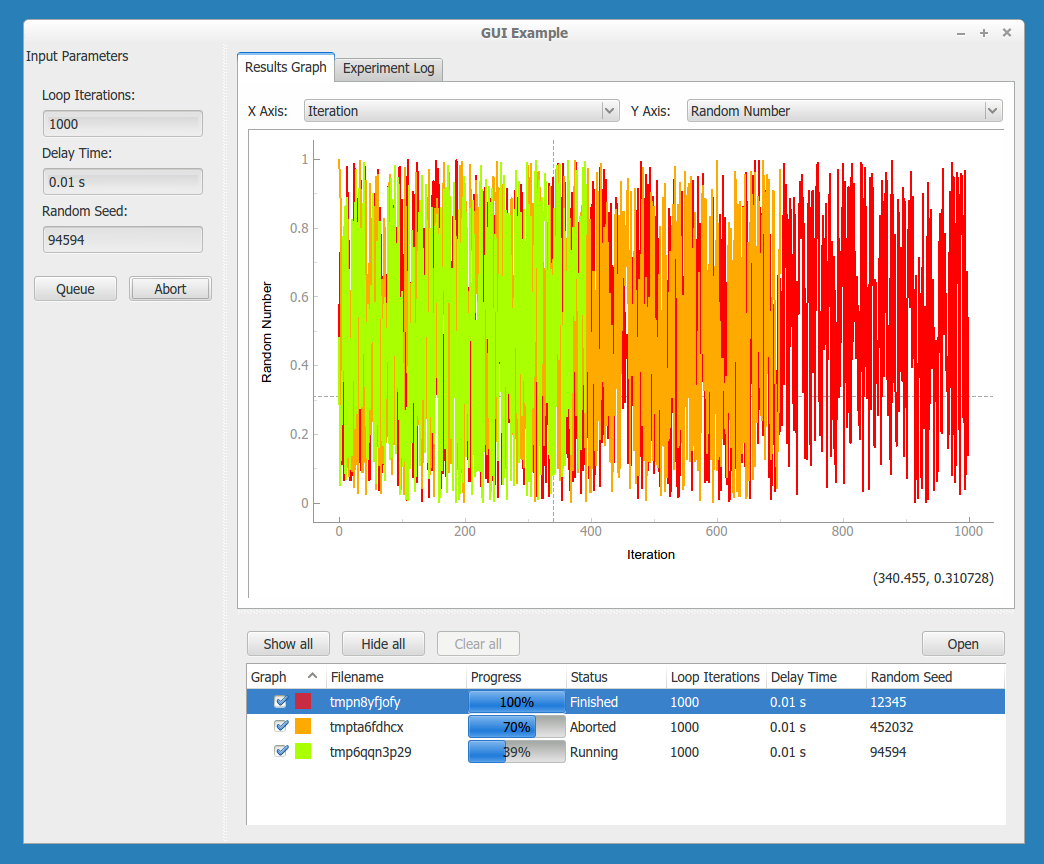 GUI Example
Input Parameters
Loop Iterations:
1000
Delay Time:
0.01 s
Random Seed:
94594
Queue Abort
Results Graph Experiment Log
X Axis: Iteration Y Axis: Random Number
1
0.8
0.6
0.4
0.2
0
Random Number
0 200 400 600 800 1000
Iteration
(340.455, 0.310728)
Show all Hide all Clear all Open
Graph Filename Progress Status Loop Iterations Delay Time Random Seed
tmpn8yfjofy 100% Finished 1000 0.01 s 12345
tmpta6fdhcx 70% Aborted 1000 0.01 s 452032
tmp6qqn3p29 39% Running 1000 0.01 s 94594